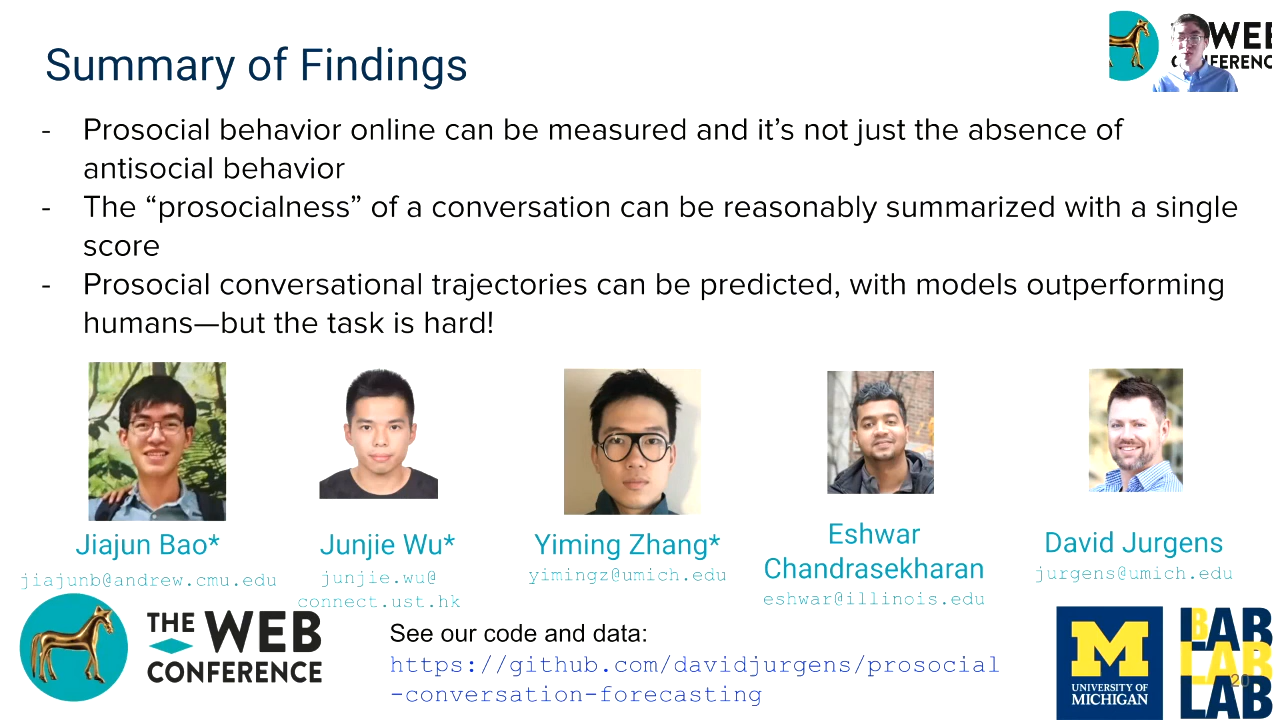 Summary of Findings
- Prosocial behavior online can be measured and it’s not just the absence of
antisocial behavior
- The “prosocialness” of a conversation can be reasonably summarized with a single
score
- Prosocial conversational trajectories can be predicted, with models outperforming
humans—but the task is hard!
Jiajun Bao*
jiajunb@andrew.cmu.edu
Junjie Wu*
junjie.wu@
connect.ust.hk
Yiming Zhang*
yimingz@umich.edu
Eshwar
Chandrasekharan
eshwar@illinois.edu
David Jurgens
jurgens@umich.edu
THE WEB
CONFERENCE
See our code and data:
https://github.com/davidjurgens/prosocial
-conversation-forecasting
M
UNIVERSITY OF
MICHIGAN
BLAB
LAB
LAB
20